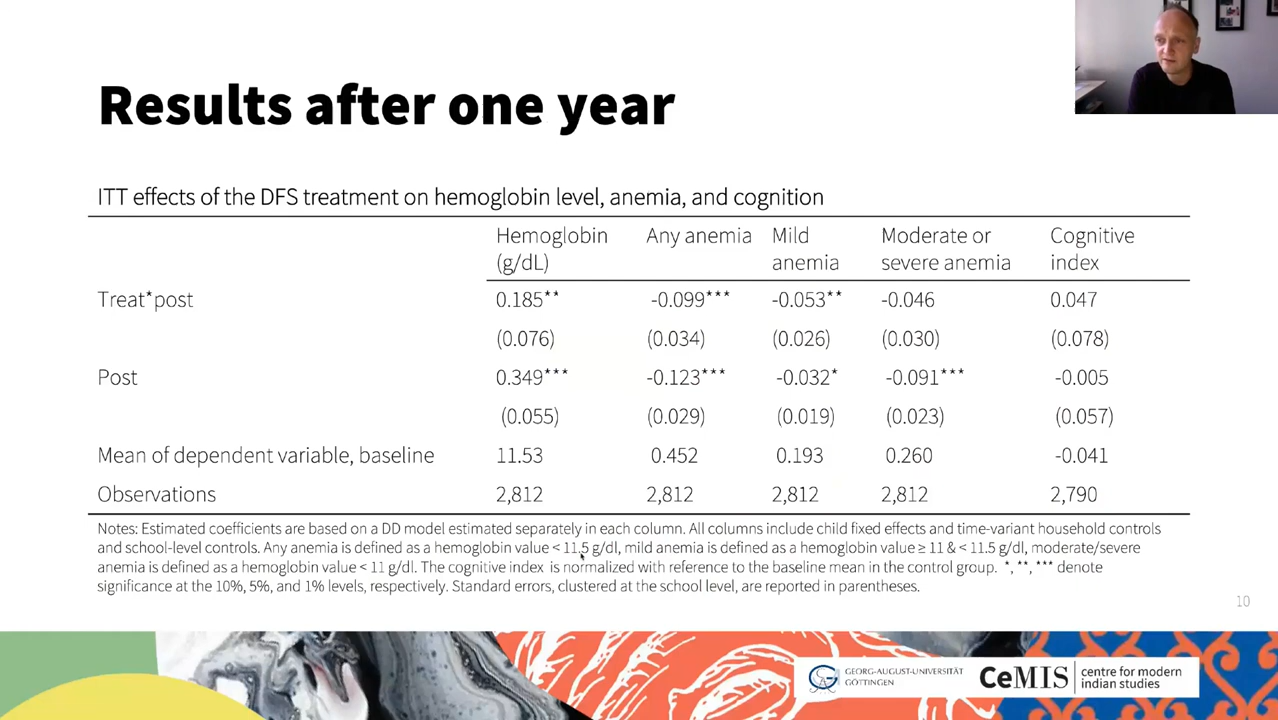 Results after one year
ITT effects of the DFS treatment on hemoglobin level, anemia, and cognition
Hemoglobin (g/dL) Any anemia Mild anemia Moderate or severe anemia Cognitive index
Treat*post 0.185** -0.099*** -0.053** -0.046 0.047
(0.076) (0.034) (0.026) (0.030) (0.078)
Post 0.349*** -0.123*** -0.032* -0.091*** -0.005
(0.055) (0.029) (0.019) (0.023) (0.057)
Mean of dependent variable, baseline 11.53 0.452 0.193 0.260 -0.041
Observations 2,812 2,812 2,812 2,812 2,790
Notes: Estimated coefficients are based on a DD model estimated separately in each column. All columns include child fixed effects and time-variant household controls
and school-level controls. Any anemia is defined as a hemoglobin value < 11.5 g/dl, mild anemia is defined as a hemoglobin value ≥ 11 & < 11.5 g/dl, moderate/severe
anemia is defined as a hemoglobin value < 11 g/dl. The cognitive index is normalized with reference to the baseline mean in the control group. *, **, *** denote
significance at the 10%, 5%, and 1% levels, respectively. Standard errors, clustered at the school level, are reported in parentheses.
10
GEORG-AUGUST-UNIVERSITÄT
GÖTTINGEN
CeMIS
centre for modern
indian studies